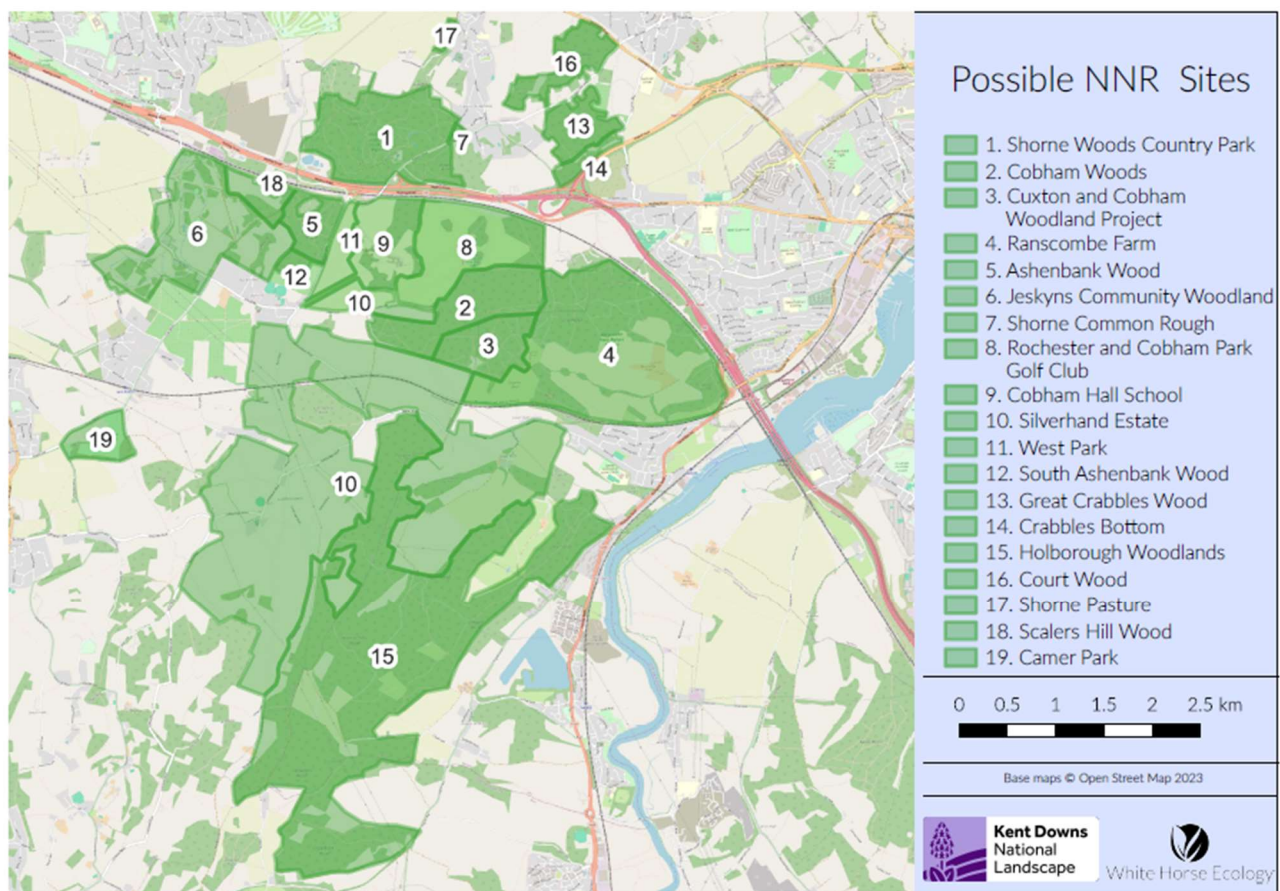 Possible NNR Sites
1. Shorne Woods Country Park
2. Cobham Woods
3. Cuxton and Cobham
Woodland Project
4. Ranscombe Farm
5. Ashenbank Wood
6. Jeskyns Community Woodland
7. Shorne Common Rough
8. Rochester and Cobham Park
Golf Club
9. Cobham Hall School
10. Silverhand Estate
11. West Park
12. South Ashenbank Wood
13. Great Crabbles Wood
14. Crabbles Bottom
15. Holborough Woodlands
16. Court Wood
17. Shorne Pasture
18. Scalers Hill Wood
19. Camer Park
0 0.5 1 1.5 2 2.5 km
Base maps © Open Street Map 2023
Kent Downs
National
Landscape
White Horse Ecology
17
16
1
13
7
14
18
6
5
11
9
8
12
10
2
3
4
19
10
15